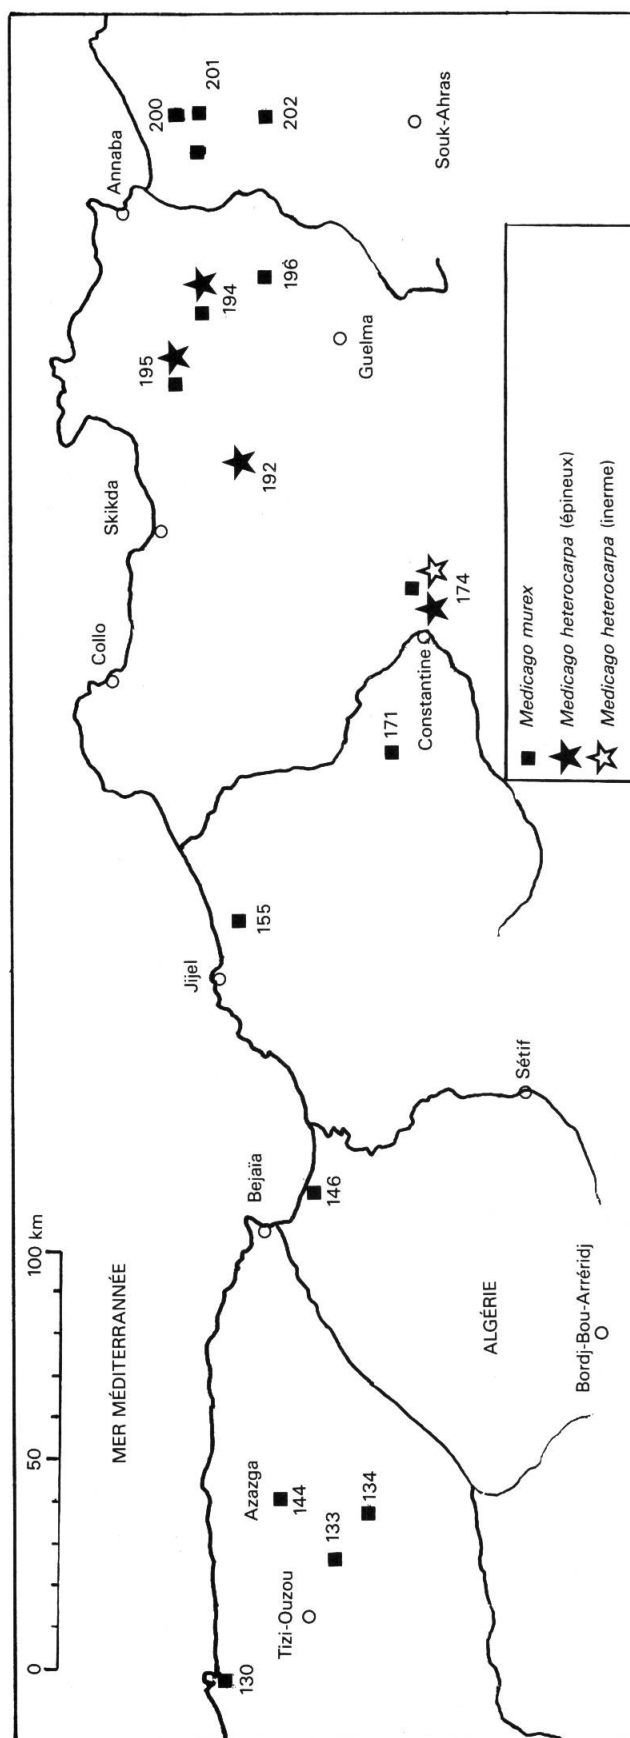 0 50 100 km
MER MÉDITERRANNÉE
130
Tizi-Ouzou
133
134
Azazga
144
Bejaïa
146
ALGÉRIE
Bordj-Bou-Arréridj
Sétif
Jijel
155
171
Collo
Constantine
174
Skikda
192
195
194
196
Guelma
Annaba
200
201
202
Souk-Ahras
Medicago murex
Medicago heterocarpa (épineux)
Medicago heterocarpa (inerme)